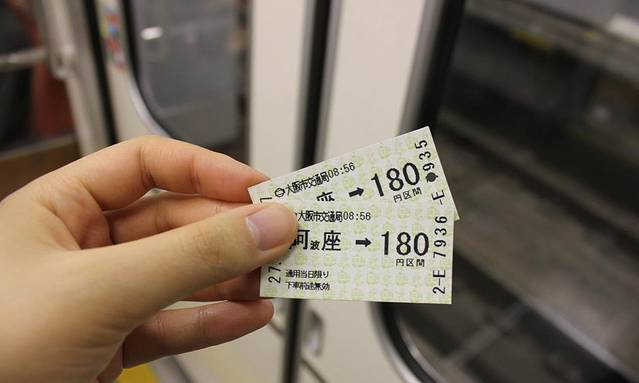 大阪市交通局08:56
座 → 180
円区間
-E 9935
大阪市交通局08:56
阿波座 → 180
円区間
27.
通用当日限り
下車前途無効
2-E 7936